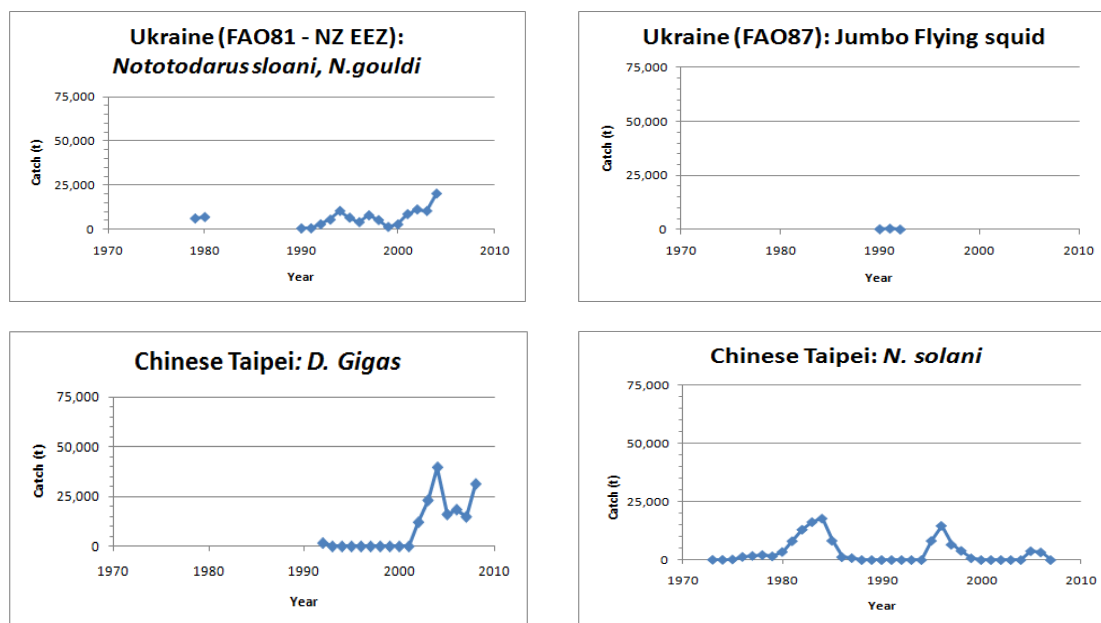 Ukraine (FAO81 - NZ EEZ):
Nototodarus sloani, N.gouldi
75,000
50,000
25,000
0
Catch (t)
1970
1980
1990
2000
2010
Year
Ukraine (FAO87): Jumbo Flying squid
75,000
50,000
25,000
0
Catch (t)
1970
1980
1990
2000
2010
Year
Chinese Taipei: D. Gigas
75,000
50,000
25,000
0
Catch (t)
1970
1980
1990
2000
2010
Year
Chinese Taipei: N. solani
75,000
50,000
25,000
0
Catch (t)
1970
1980
1990
2000
2010
Year